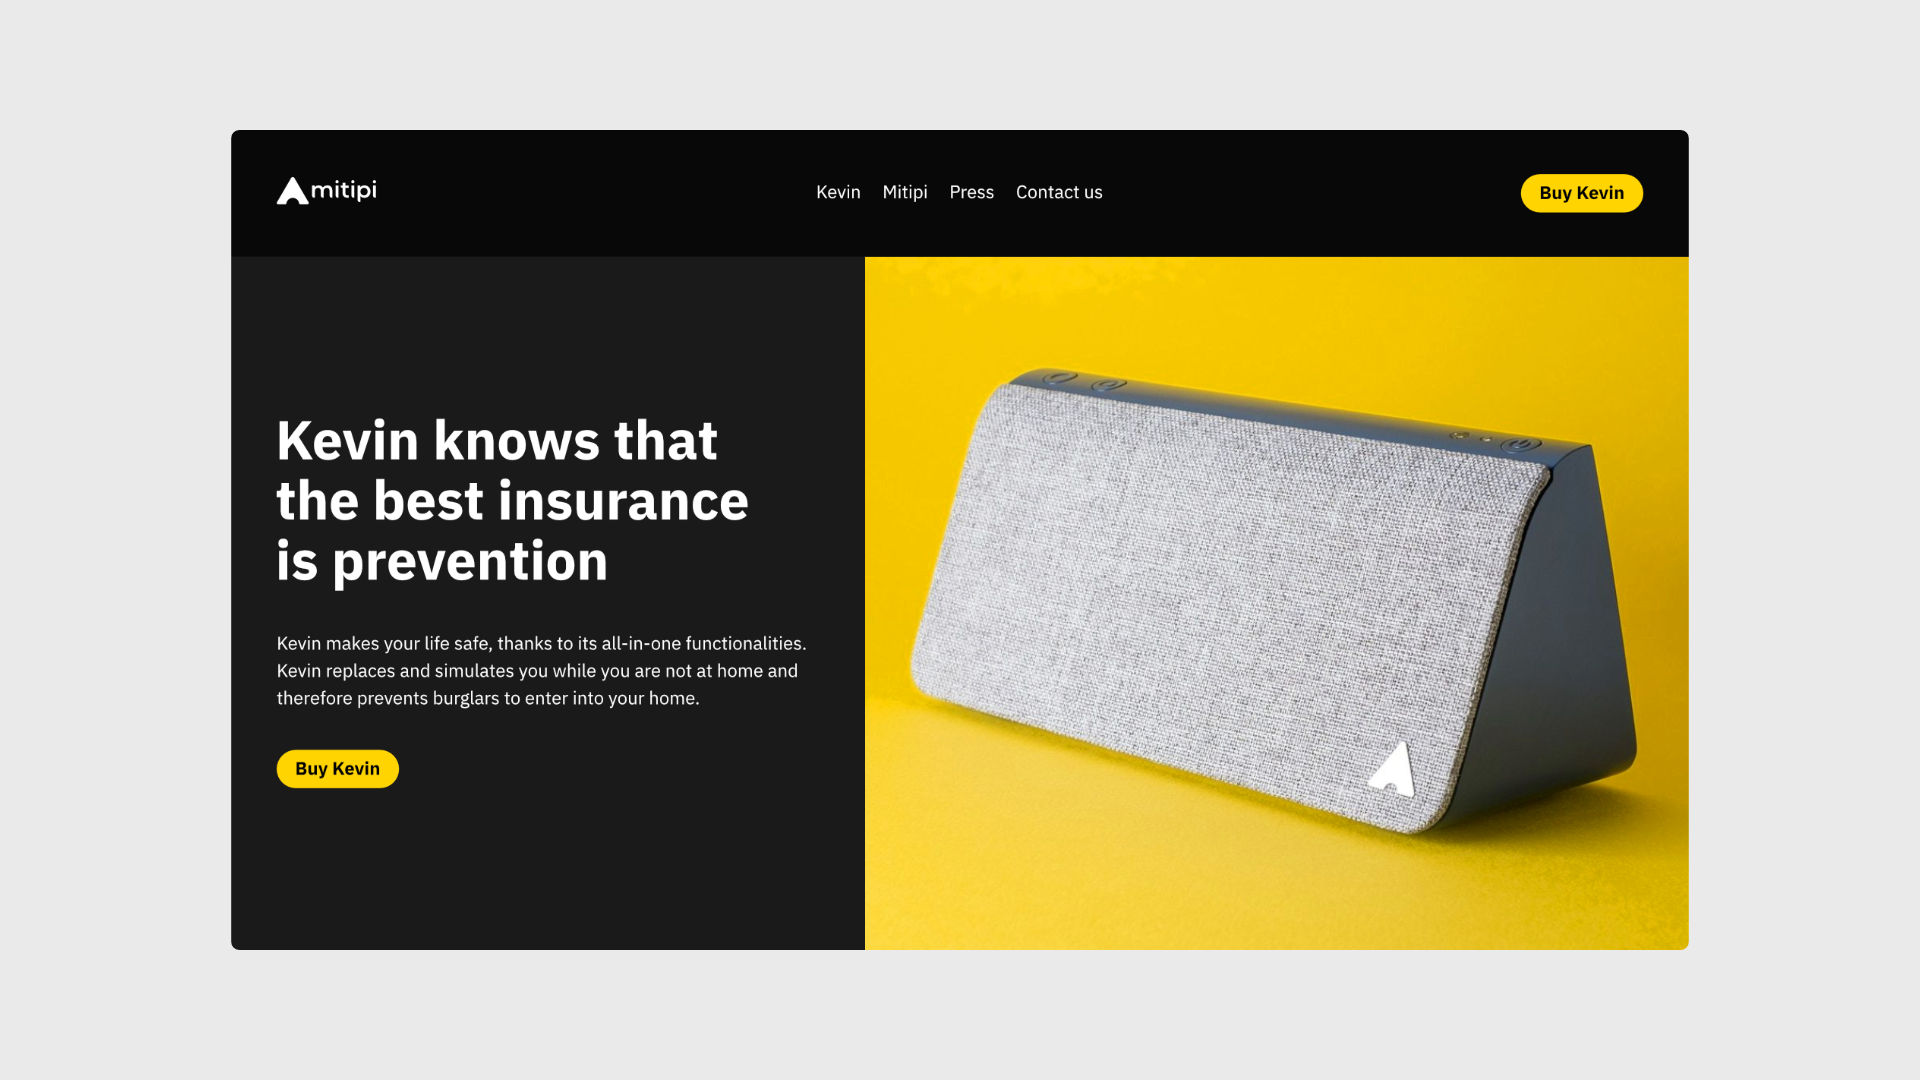 mitipi
Kevin
Mitipi
Press
Contact us
Buy Kevin
Kevin knows that
the best insurance
is prevention
Kevin makes your life safe, thanks to its all-in-one functionalities.
Kevin replaces and simulates you while you are not at home and
therefore prevents burglars to enter into your home.
Buy Kevin